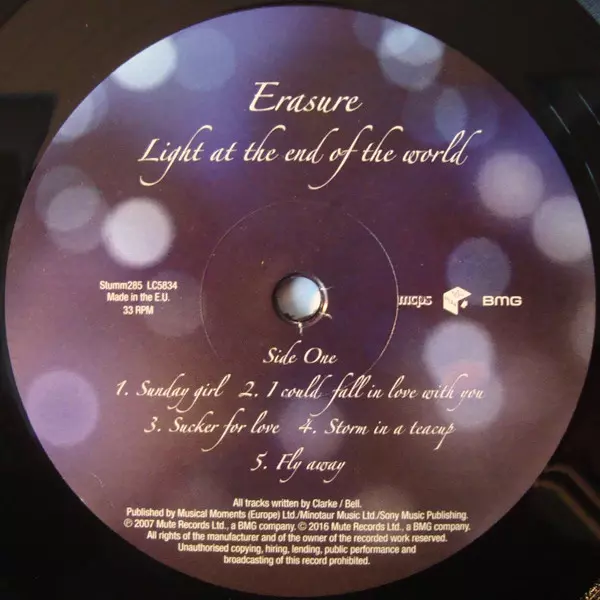 Erasure
Light at the end of the world
Stumm285 LC5834
Made in the E.U.
33 RPM
mcps
BMG
Side One
1. Sunday girl 2. I could fall in love with you
3. Sucker for love 4. Storm in a teacup
5. Fly away
All tracks written by Clarke / Bell.
Published by Musical Moments (Europe) Ltd./Minotaur Music Ltd./Sony Music Publishing.
℗ 2007 Mute Records Ltd., a BMG company. © 2016 Mute Records Ltd., a BMG company.
All rights of the manufacturer and of the owner of the recorded work reserved.
Unauthorised copying, hiring, lending, public performance and
broadcasting of this record prohibited.